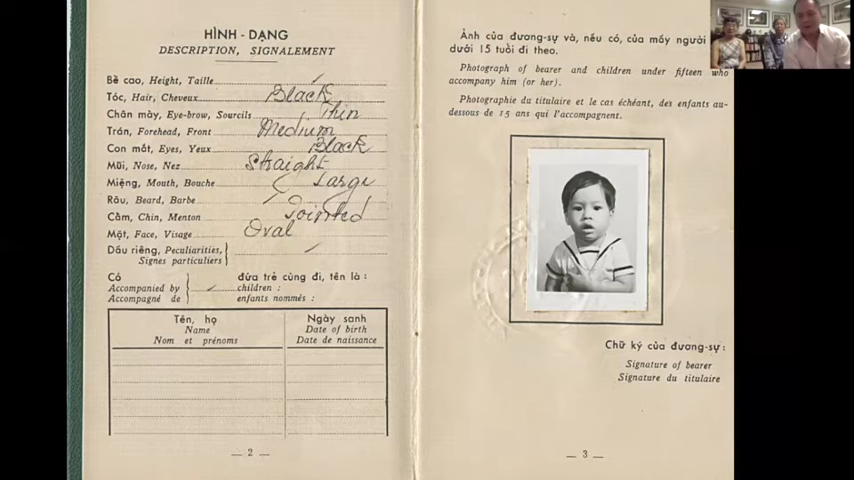 HÌNH - DẠNG
DESCRIPTION, SIGNALEMENT
Bề cao, Height, Taille
Tóc, Hair, Cheveux Black
Chân mày, Eye-brow, Sourcils Thin
Trán, Forehead, Front Medium
Con mắt, Eyes, Yeux Black
Mũi, Nose, Nez Straight
Miệng, Mouth, Bouche Large
Râu, Beard, Barbe
Cằm, Chin, Menton Pointed
Mặt, Face, Visage Oval
Dấu riêng, Peculiarities,
Signes particuliers
Có đứa trẻ cùng đi, tên là :
Accompanied by children :
Accompagné de enfants nommés :
Tên, họ Ngày sanh
Name Date of birth
Nom et prénoms Date de naissance
— 2 —
Ảnh của đương-sự và, nếu có, của mấy người
dưới 15 tuổi đi theo.
Photograph of bearer and children under fifteen who
accompany him (or her).
Photographie du titulaire et le cas échéant, des enfants au-
dessous de 15 ans qui l'accompagnent.
Chữ ký của đương-sự :
Signature of bearer
Signature du titulaire
— 3 —